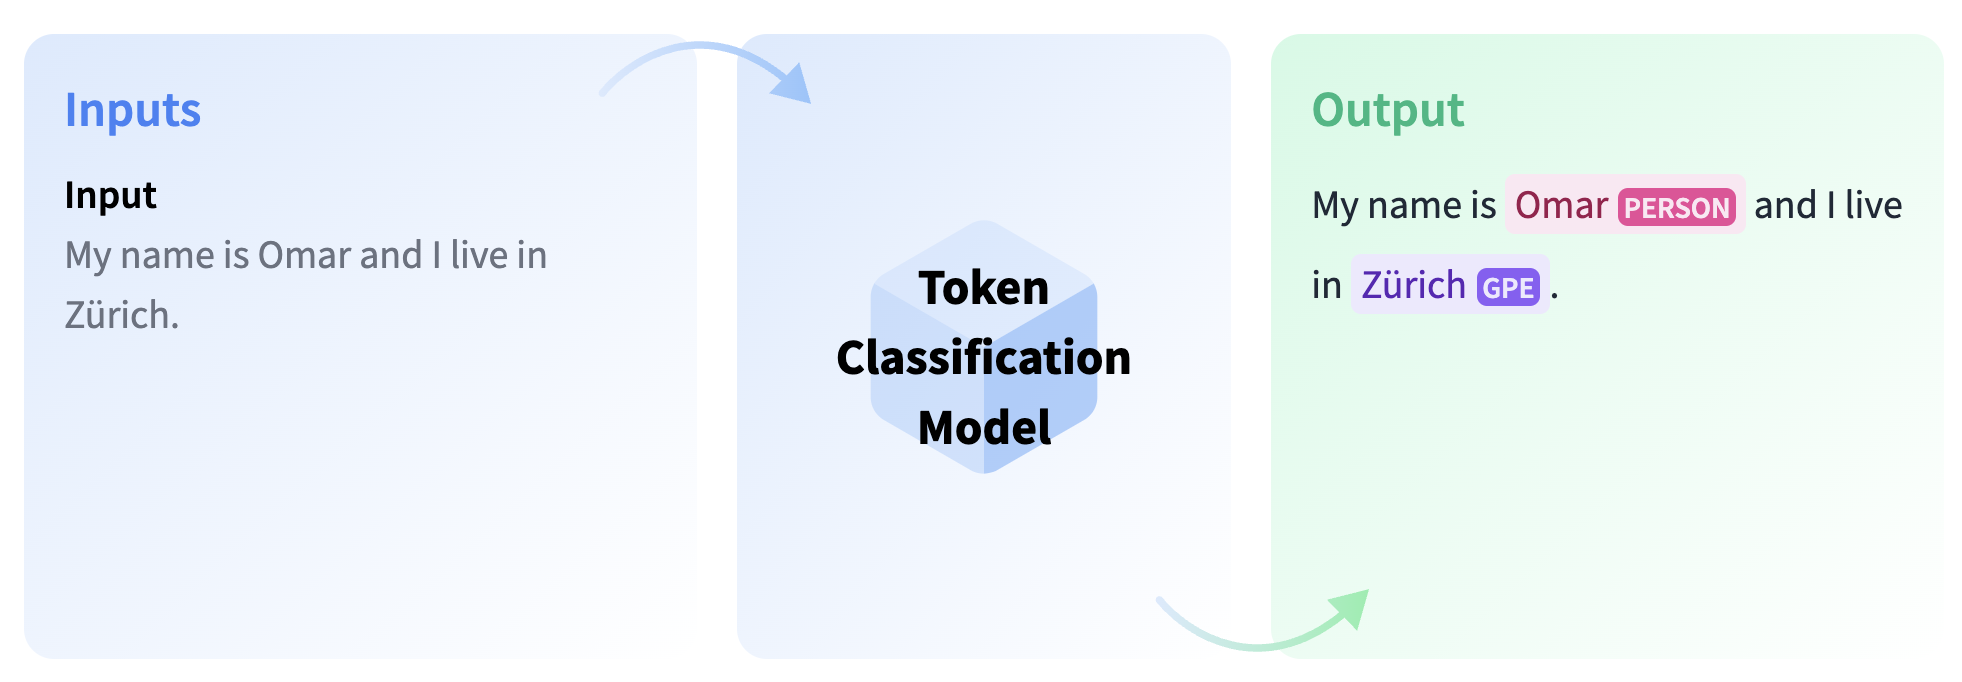 Inputs
Input
My name is Omar and I live in
Zürich.
Token
Classification
Model
Output
My name is Omar PERSON and I live
in Zürich GPE .